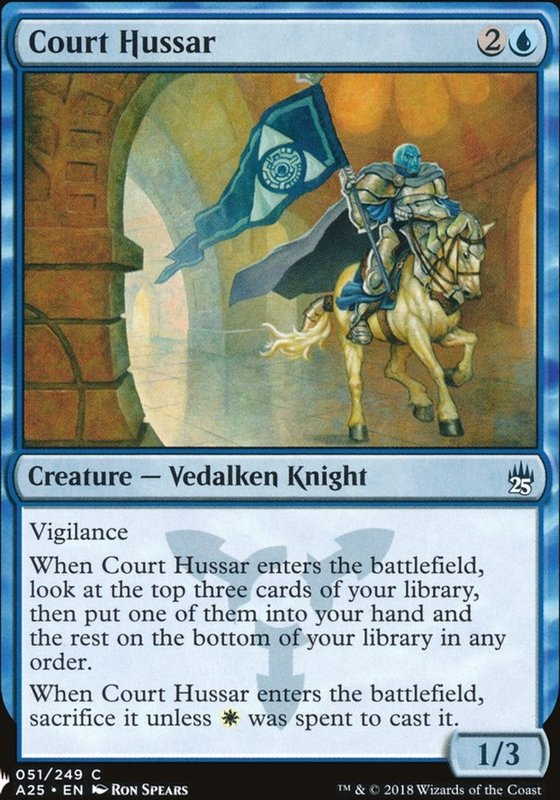 Court Hussar 2
Creature — Vedalken Knight
25
Vigilance
When Court Hussar enters the battlefield,
look at the top three cards of your library,
then put one of them into your hand and
the rest on the bottom of your library in any
order.
When Court Hussar enters the battlefield,
sacrifice it unless was spent to cast it.
1/3
051/249 C
A25 • EN Ron Spears
™ & © 2018 Wizards of the Coast